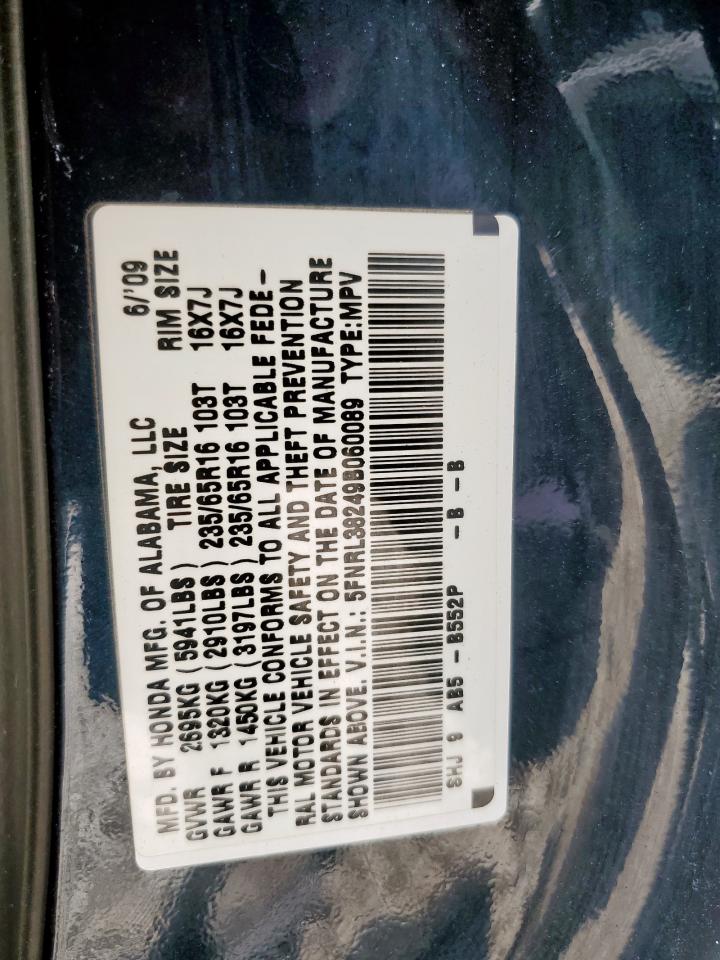 MFD. BY HONDA MFG. OF ALABAMA, LLC 6/'09
GVWR 2695KG (5941LBS) TIRE SIZE RIM SIZE
GAWR F 1320KG (2910LBS) 235/65R16 103T 16X7J
GAWR R 1450KG (3197LBS) 235/65R16 103T 16X7J
THIS VEHICLE CONFORMS TO ALL APPLICABLE FEDE-
RAL MOTOR VEHICLE SAFETY AND THEFT PREVENTION
STANDARDS IN EFFECT ON THE DATE OF MANUFACTURE
SHOWN ABOVE. V.I.N.: 5FNRL38249B060089 TYPE:MPV
SHJ 9 AB5 - B552P - B - B